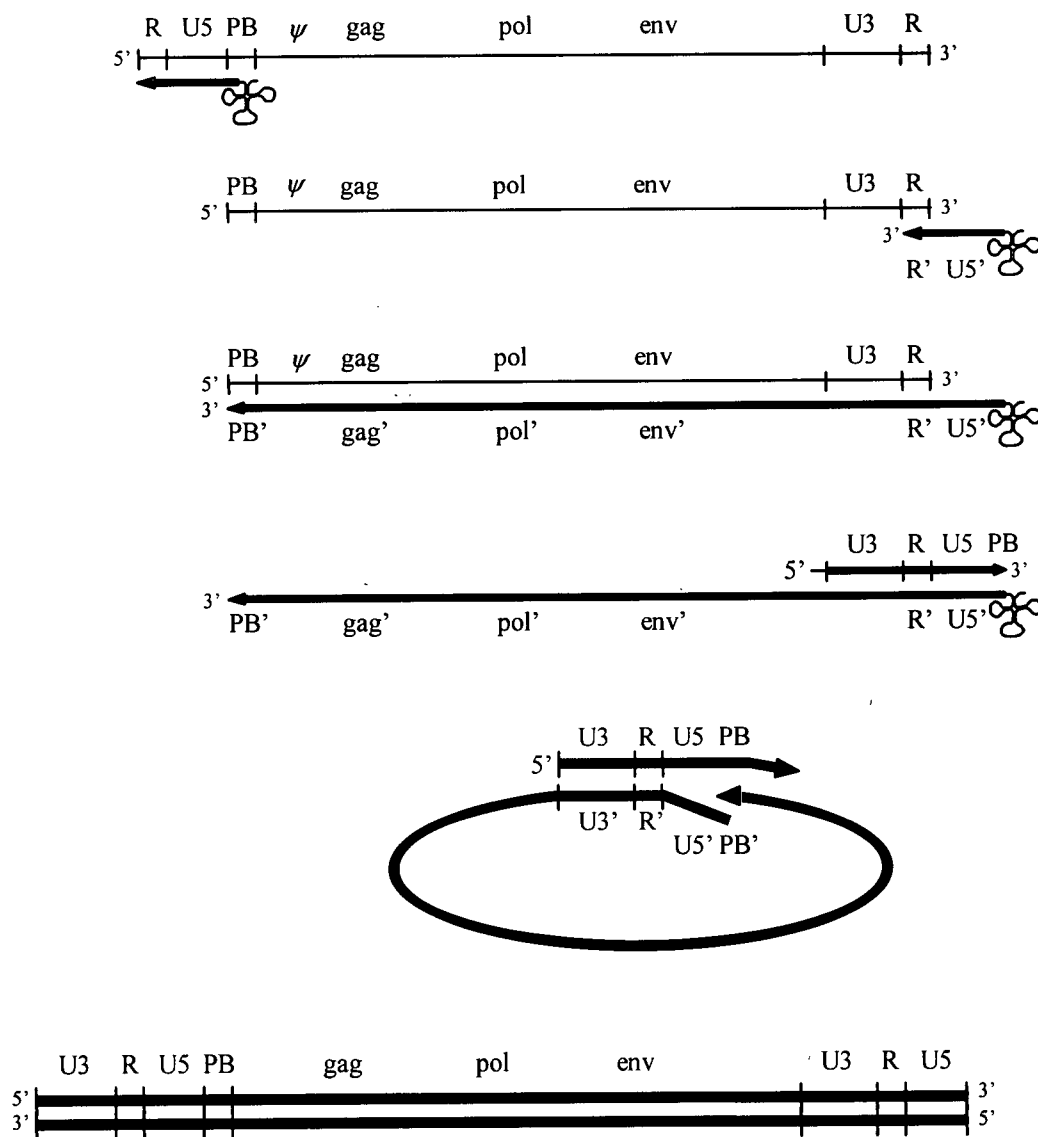 R U5 PB ψ gag pol env U3 R
5’ 3’
PB ψ gag pol env U3 R
5’ 3’
3’
R’ U5’
PB ψ gag pol env U3 R
5’ 3’
3’
PB’ gag’ pol’ env’ R’ U5’
U3 R U5 PB
5’ 3’
3’
PB’ gag’ pol’ env’ R’ U5’
U3 R U5 PB
5’
U3’ R’
U5’ PB’
U3 R U5 PB gag pol env U3 R U5
5’ 3’
3’ 5’